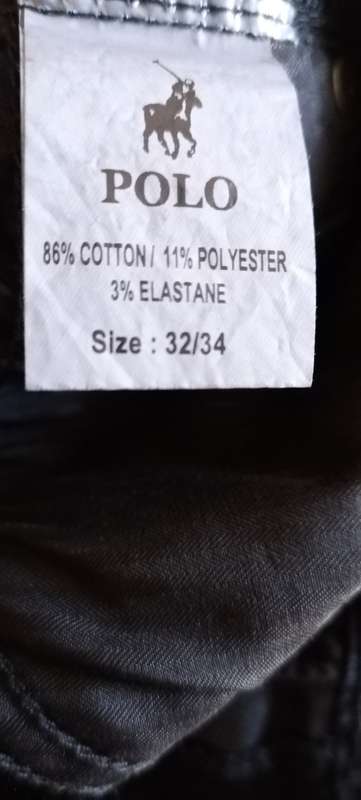 POLO
86% COTTON/ 11% POLYESTER
3% ELASTANE
Size : 32/34